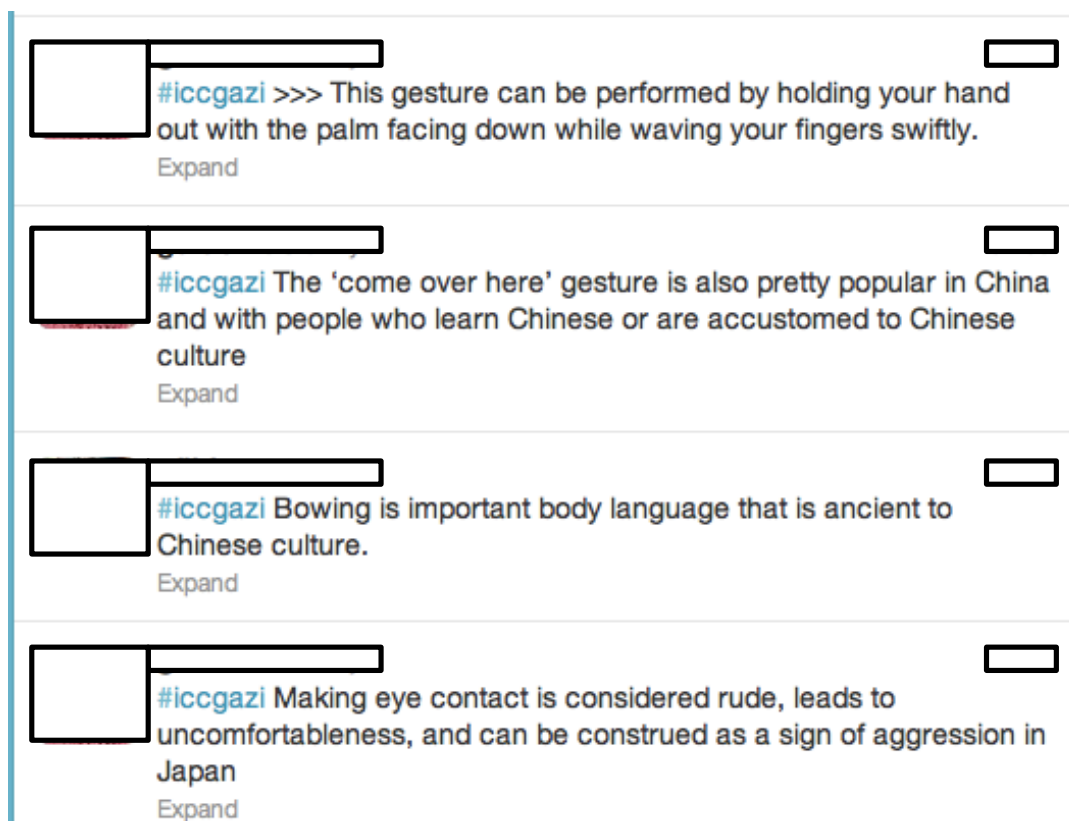 #iccgazi >>> This gesture can be performed by holding your hand
out with the palm facing down while waving your fingers swiftly.
Expand
#iccgazi The ‘come over here’ gesture is also pretty popular in China
and with people who learn Chinese or are accustomed to Chinese
culture
Expand
#iccgazi Bowing is important body language that is ancient to
Chinese culture.
Expand
#iccgazi Making eye contact is considered rude, leads to
uncomfortableness, and can be construed as a sign of aggression in
Japan
Expand